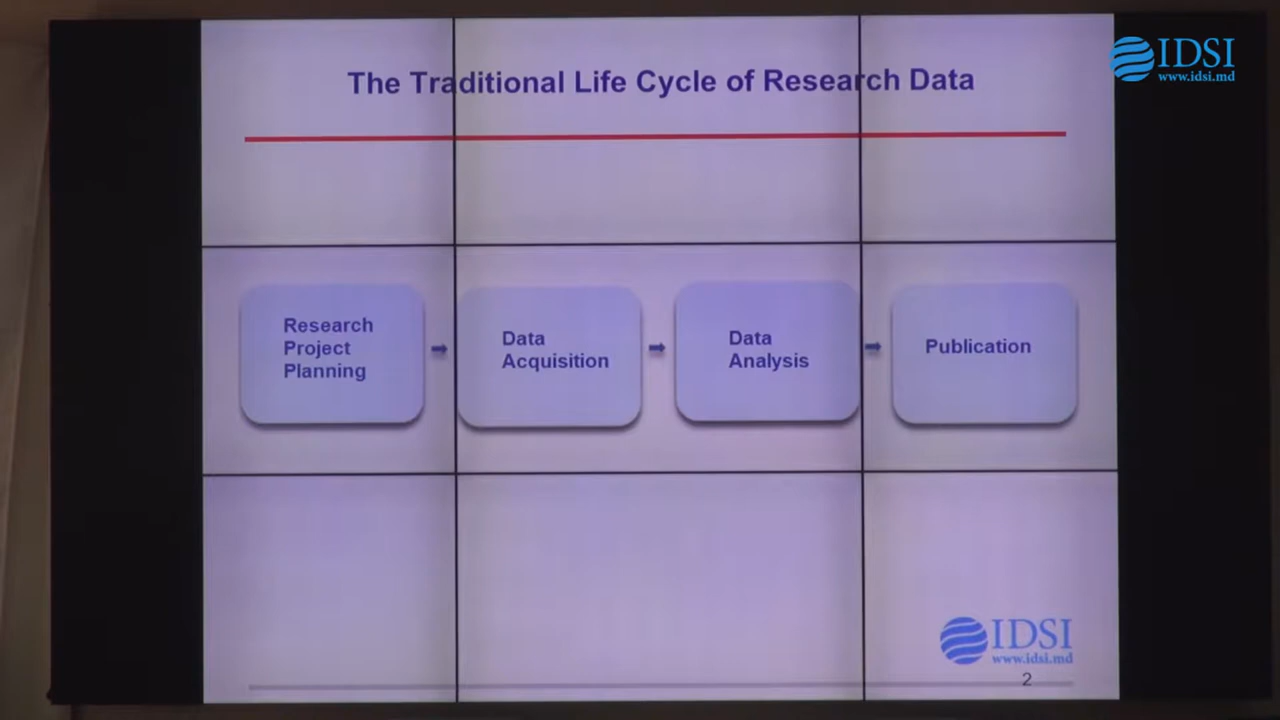 IDSI
www.idsi.md
The Traditional Life Cycle of Research Data
Research
Project
Planning
Data
Acquisition
Data
Analysis
Publication
IDSI
www.idsi.md
2